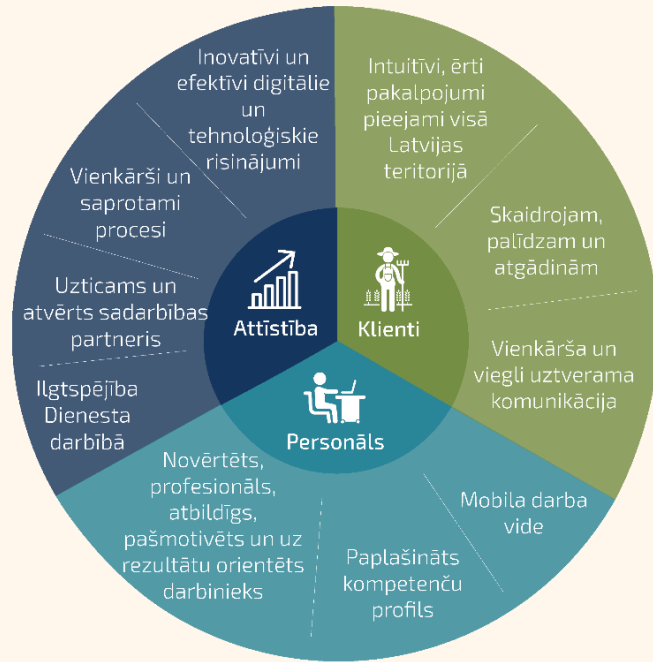 Inovatīvi un
efektīvi digitālie
un
tehnoloģiskie
risinājumi
Vienkārši un
saprotami
procesi
Uzticams un
atvērts sadarbības
partneris
Ilgtspējība
Dienesta
darbībā
Attīstība
Intuitīvi, ērti
pakalpojumi
pieejami visā
Latvijas
teritorijā
Skaidrojam,
palīdzam un
atgādinām
Vienkārša un
viegli uztverama
komunikācija
Klienti
Personāls
Novērtēts,
profesionāls,
atbildīgs,
pašmotivēts un uz
rezultātu orientēts
darbinieks
Paplašināts
kompetenču
profils
Mobila darba
vide